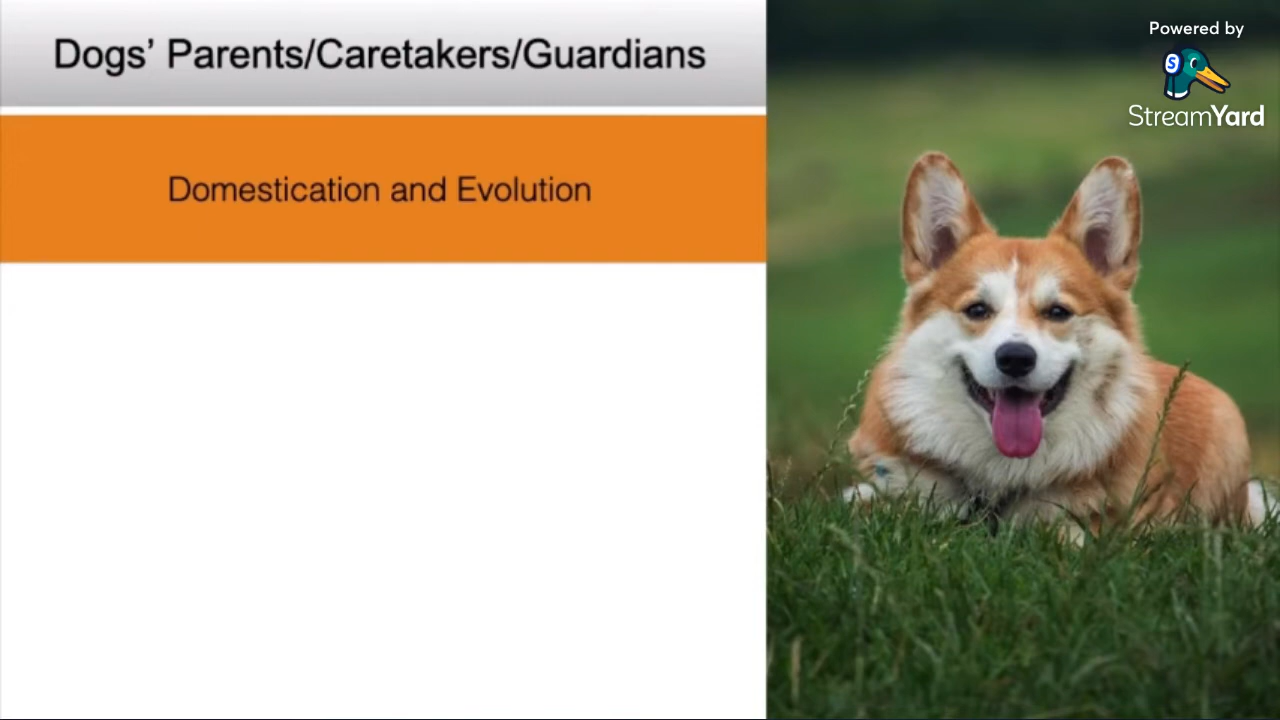 Dogs’ Parents/Caretakers/Guardians
Domestication and Evolution
Powered by
S
StreamYard